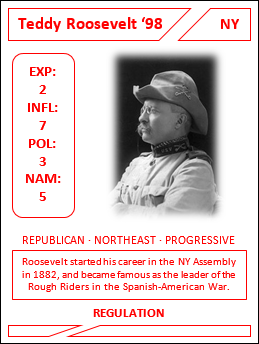 Teddy Roosevelt ‘98
NY
EXP:
2
INFL:
7
POL:
3
NAM:
5
REPUBLICAN · NORTHEAST · PROGRESSIVE
Roosevelt started his career in the NY Assembly
in 1882, and became famous as the leader of the
Rough Riders in the Spanish-American War.
REGULATION